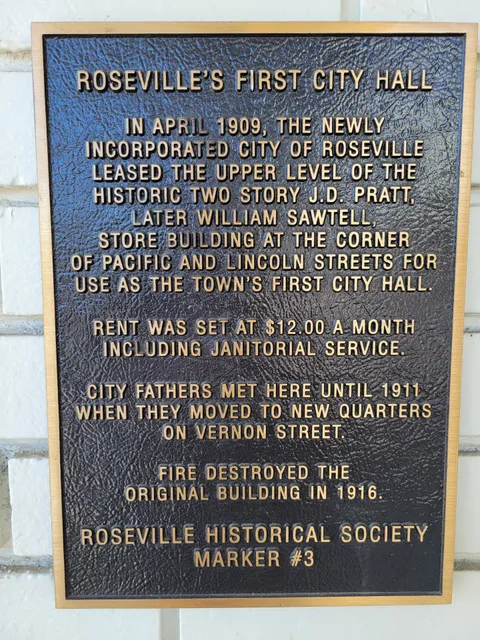 ROSEVILLE'S FIRST CITY HALL
IN APRIL 1909, THE NEWLY
INCORPORATED CITY OF ROSEVILLE
LEASED THE UPPER LEVEL OF THE
HISTORIC TWO STORY J.D. PRATT,
LATER WILLIAM SAWTELL,
STORE BUILDING AT THE CORNER
OF PACIFIC AND LINCOLN STREETS FOR
USE AS THE TOWN'S FIRST CITY HALL.
RENT WAS SET AT $12.00 A MONTH
INCLUDING JANITORIAL SERVICE.
CITY FATHERS MET HERE UNTIL 1911
WHEN THEY MOVED TO NEW QUARTERS
ON VERNON STREET.
FIRE DESTROYED THE
ORIGINAL BUILDING IN 1916.
ROSEVILLE HISTORICAL SOCIETY
MARKER #3